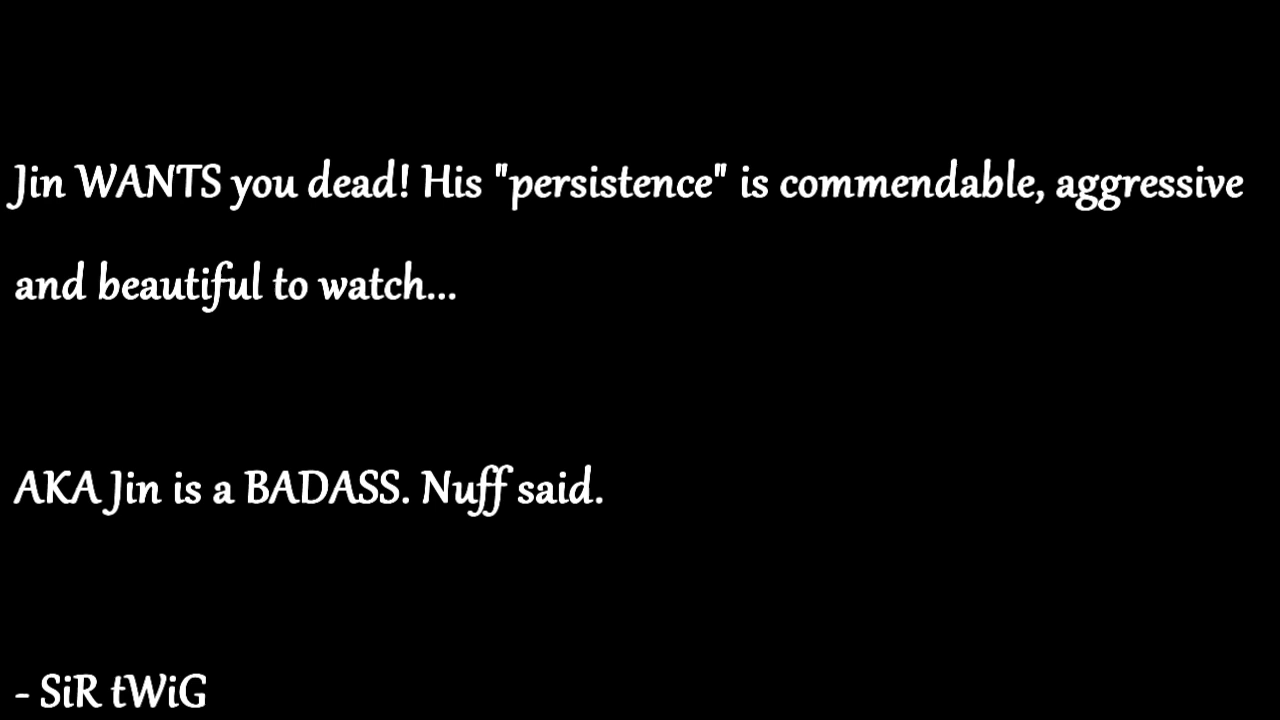 Jin WANTS you dead! His "persistence" is commendable, aggressive
and beautiful to watch...
AKA Jin is a BADASS. Nuff said.
- SiR tWiG